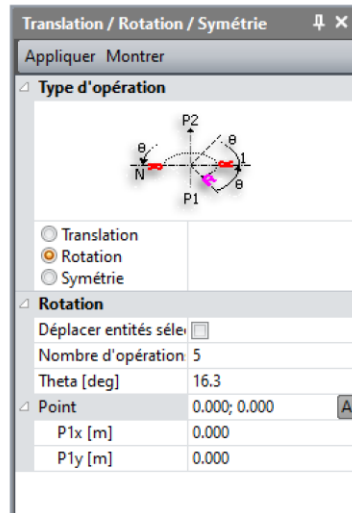 Translation / Rotation / Symétrie
Appliquer Montrer
Type d'opération
P2
θ θ
N 1
P1 θ
Translation
Rotation
Symétrie
Rotation
Déplacer entités séle
Nombre d'opération 5
Theta [deg] 16.3
Point 0.000; 0.000 A
P1x [m] 0.000
P1y [m] 0.000